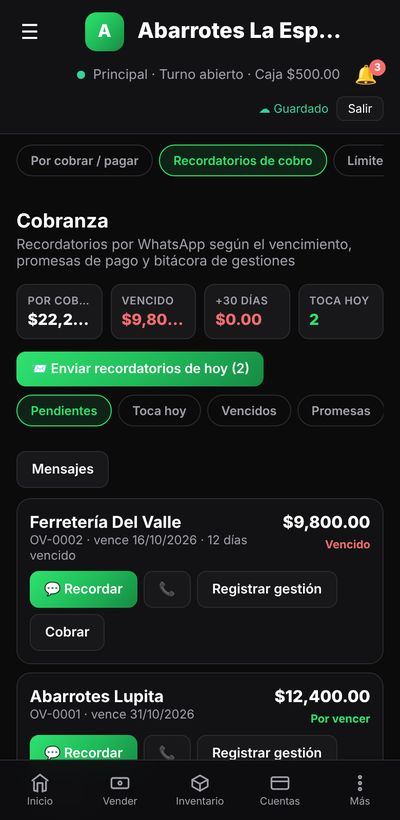 A Abarrotes La Esp...
Principal · Turno abierto · Caja $500.00 3
Guardado Salir
Por cobrar / pagar Recordatorios de cobro Límite
Cobranza
Recordatorios por WhatsApp según el vencimiento,
promesas de pago y bitácora de gestiones
POR COB... VENCIDO +30 DÍAS TOCA HOY
$22,2... $9,80... $0.00 2
Enviar recordatorios de hoy (2)
Pendientes Toca hoy Vencidos Promesas
Mensajes
Ferretería Del Valle $9,800.00
OV-0002 · vence 16/10/2026 · 12 días Vencido
vencido
Recordar Registrar gestión
Cobrar
Abarrotes Lupita $12,400.00
OV-0001 · vence 31/10/2026 Por vencer
Recordar Registrar gestión
Inicio Vender Inventario Cuentas Más